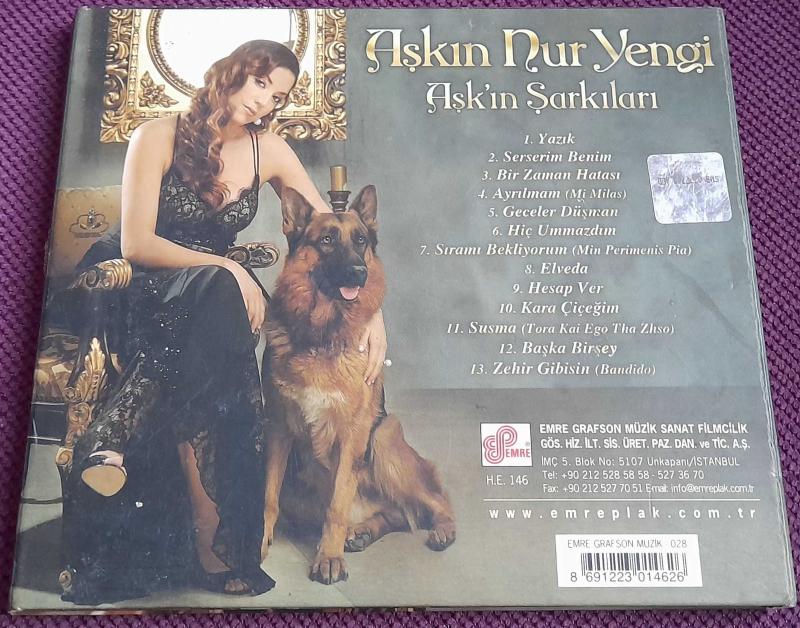 Aşkın Nur Yengi
Aşk'ın Şarkıları
1. Yazık
2. Serserim Benim
3. Bir Zaman Hatası
4. Ayrılmam (Mi Milas)
5. Geceler Düşman
6. Hiç Ummazdım
7. Sıramı Bekliyorum (Min Perimenis Pia)
8. Elveda
9. Hesap Ver
10. Kara Çiçeğim
11. Susma (Tora Kai Ego Tha Zhso)
12. Başka Birşey
13. Zehir Gibisin (Bandido)
EMRE
H.E. 146
EMRE GRAFSON MÜZİK SANAT FİLMCİLİK
GÖS. HİZ. İLT. SİS. ÜRET. PAZ. DAN. ve TİC. A.Ş.
İMÇ 5. Blok No: 5107 Unkapanı/İSTANBUL
Tel: +90 212 528 58 58 - 527 36 70
Fax: +90 212 527 70 51 Email: info@emreplak.com.tr
www.emreplak.com.tr
EMRE GRAFSON MÜZİK 028
8 691223 014626